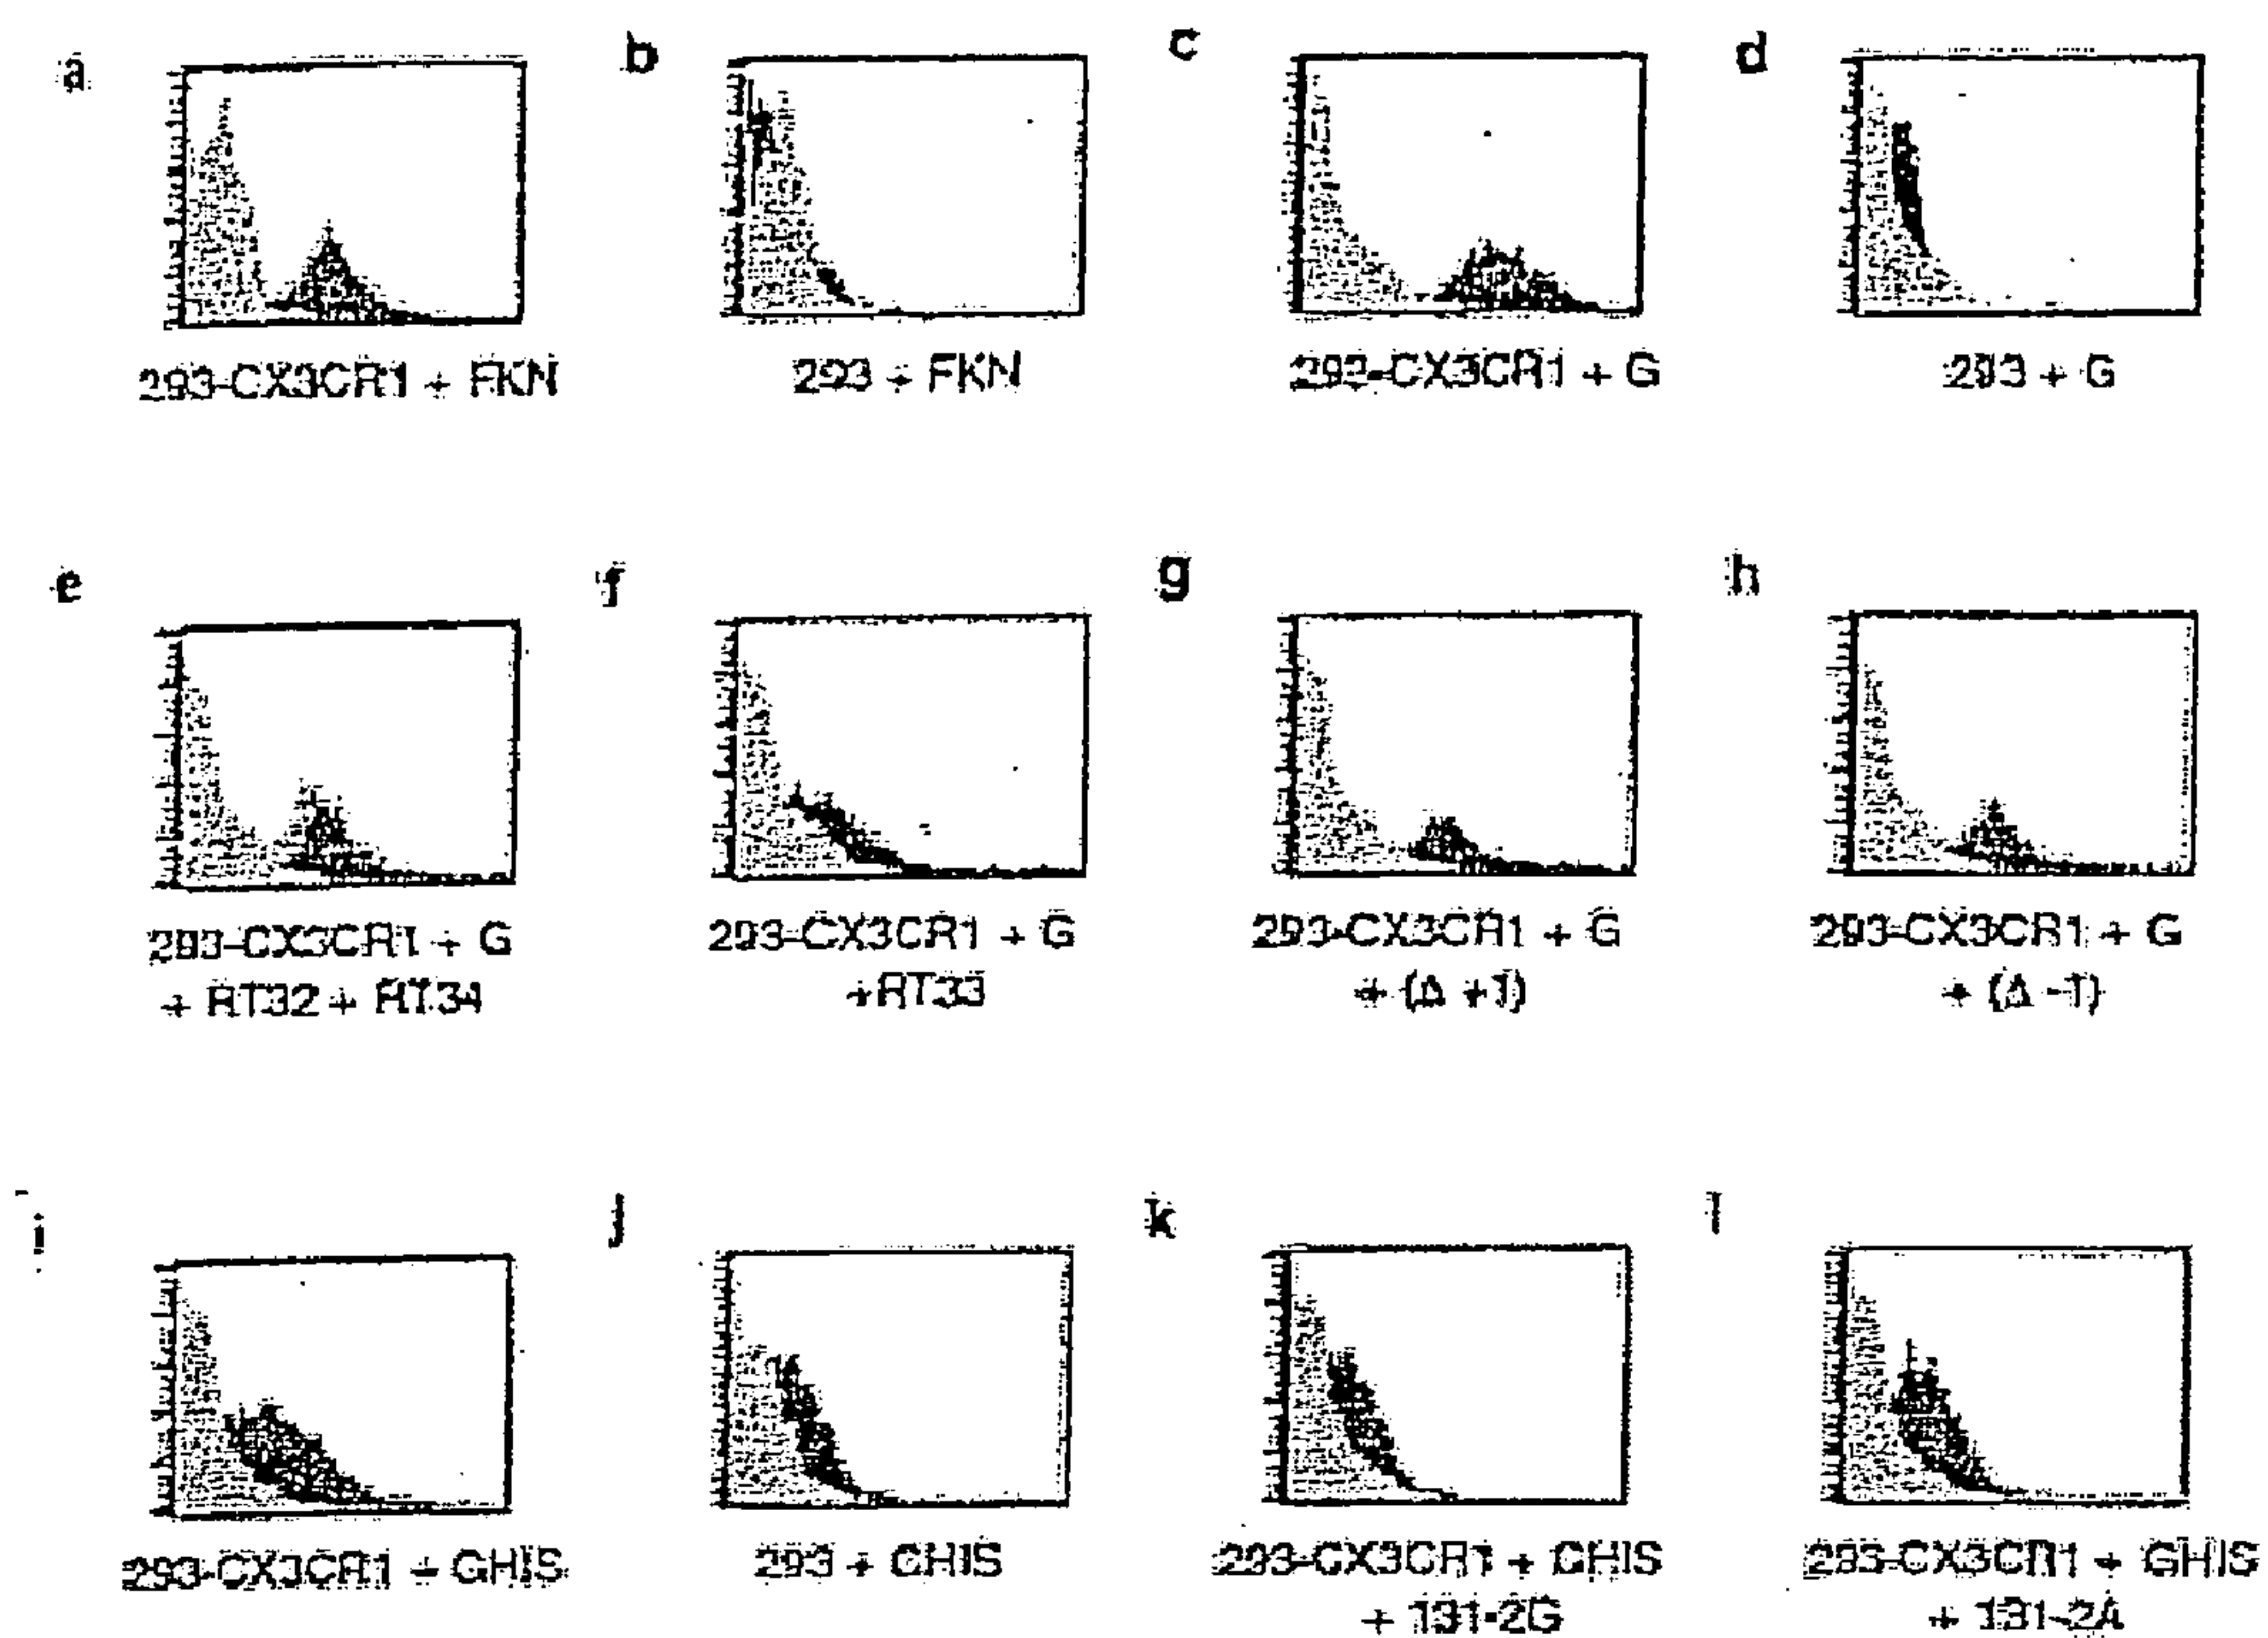 a b c d
293-CX3CR1 + FKN 293 + FKN 293-CX3CR1 + G 293 + G
e f g h
293-CX3CR1 + G 293-CX3CR1 + G 293-CX3CR1 + G 293-CX3CR1 + G
+ RT32 + RT34 +RT33 + (Δ +1) + (Δ -1)
i j k l
293-CX3CR1 + GHIS 293 + GHIS 293-CX3CR1 + GHIS 293-CX3CR1 + GHIS
+ 131-2G + 131-2A